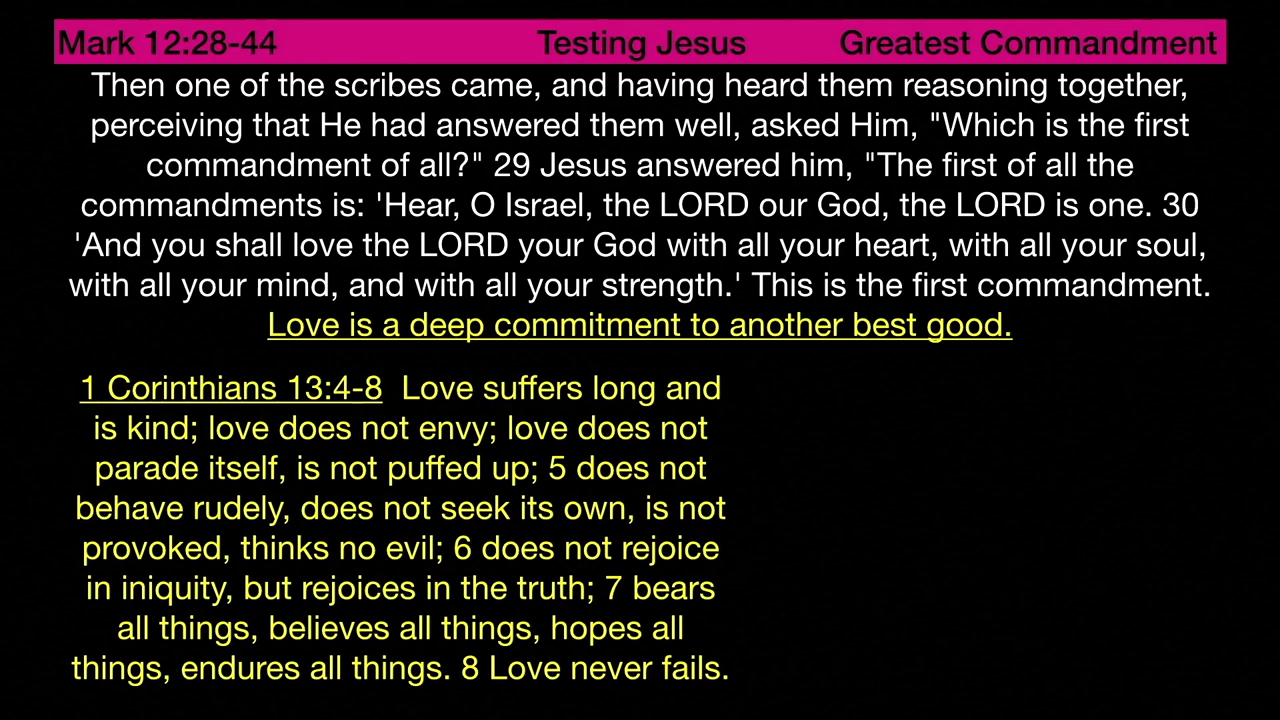 Mark 12:28-44 Testing Jesus Greatest Commandment
Then one of the scribes came, and having heard them reasoning together,
perceiving that He had answered them well, asked Him, "Which is the first
commandment of all?" 29 Jesus answered him, "The first of all the
commandments is: 'Hear, O Israel, the LORD our God, the LORD is one. 30
'And you shall love the LORD your God with all your heart, with all your soul,
with all your mind, and with all your strength.' This is the first commandment.
Love is a deep commitment to another best good.
1 Corinthians 13:4-8 Love suffers long and
is kind; love does not envy; love does not
parade itself, is not puffed up; 5 does not
behave rudely, does not seek its own, is not
provoked, thinks no evil; 6 does not rejoice
in iniquity, but rejoices in the truth; 7 bears
all things, believes all things, hopes all
things, endures all things. 8 Love never fails.